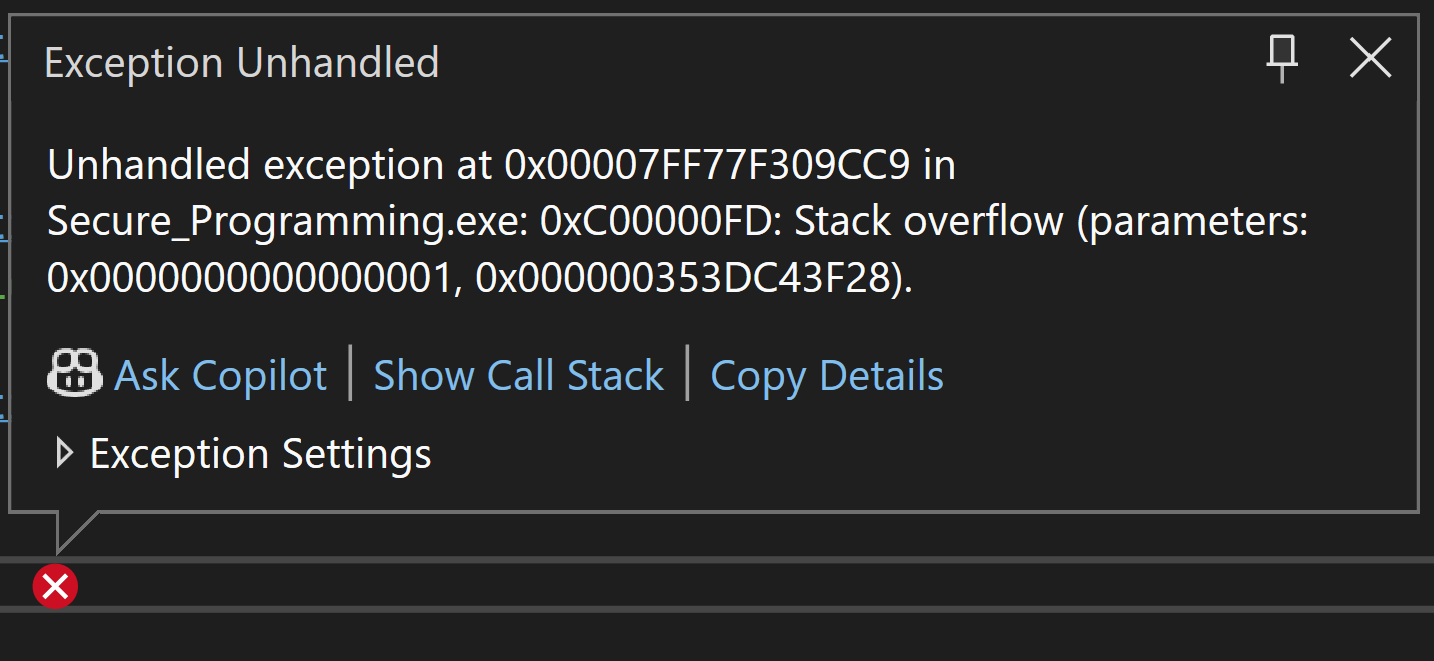 Exception Unhandled
Unhandled exception at 0x00007FF77F309CC9 in
Secure_Programming.exe: 0xC00000FD: Stack overflow (parameters:
0x0000000000000001, 0x000000353DC43F28).
Ask Copilot | Show Call Stack | Copy Details
Exception Settings